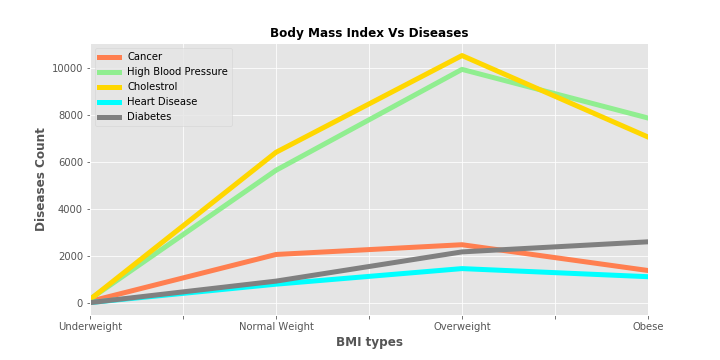 Body Mass Index Vs Diseases
Cancer
High Blood Pressure
Cholestrol
Heart Disease
Diabetes
Diseases Count
10000
8000
6000
4000
2000
0
Underweight
Normal Weight
Overweight
Obese
BMI types